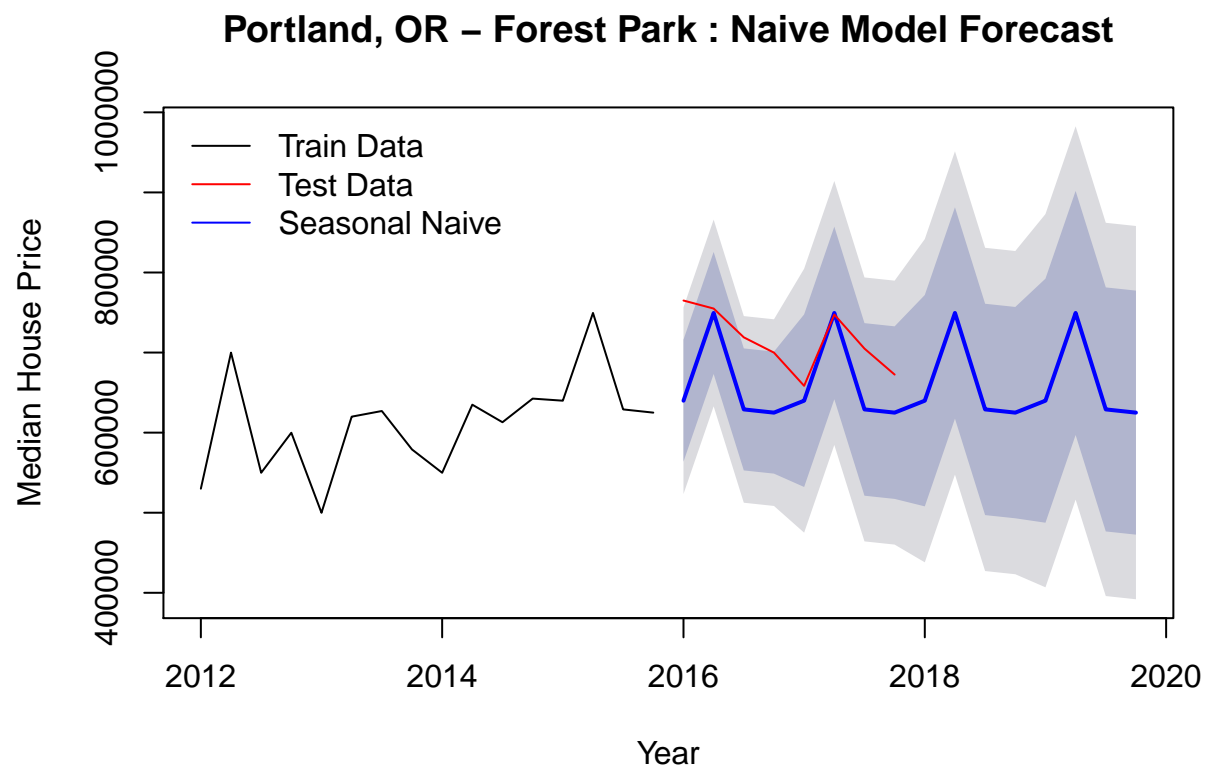 Portland, OR – Forest Park : Naive Model Forecast
1000000
800000
600000
400000
Median House Price
Train Data
Test Data
Seasonal Naive
2012 2014 2016 2018 2020
Year